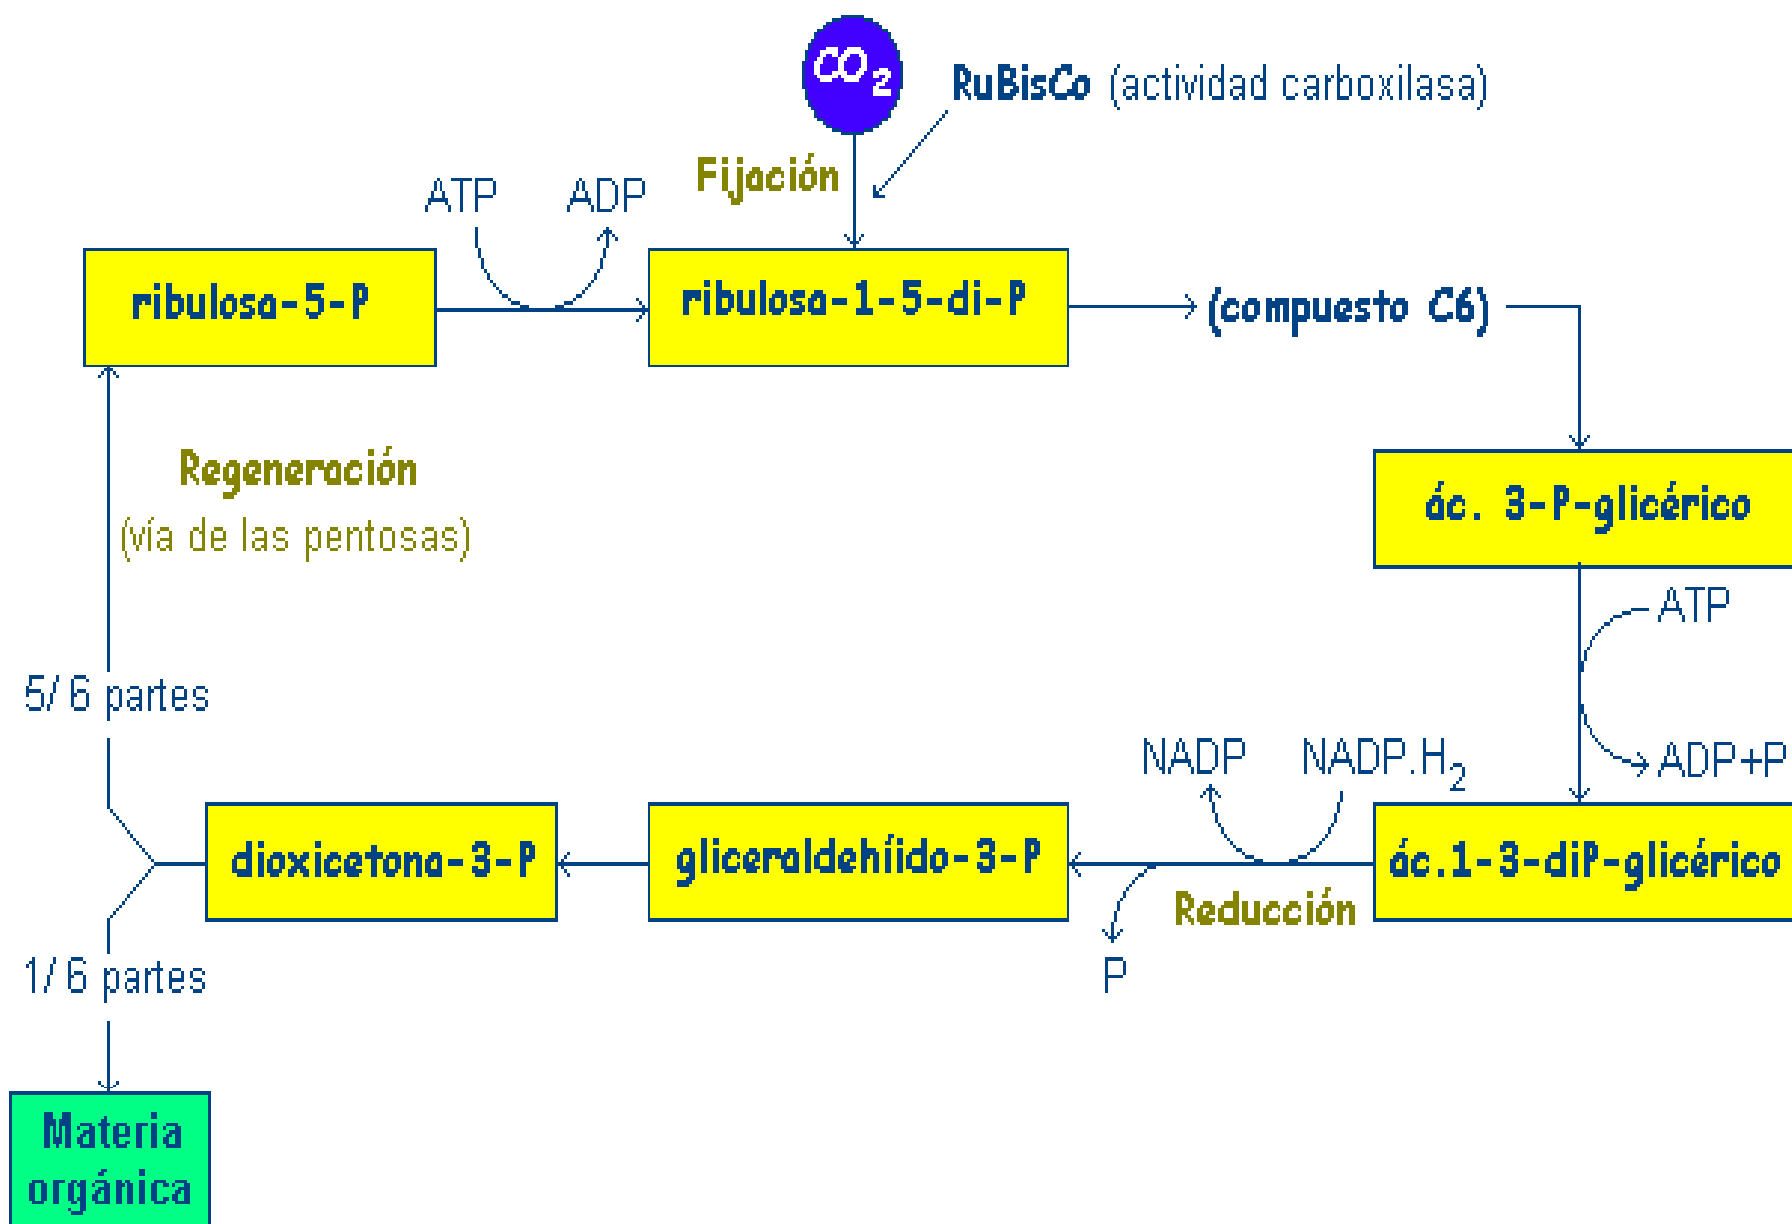 CO2
RuBisCo (actividad carboxilasa)
Fijación
ATP
ADP
ribulosa-5-P
ribulosa-1-5-di-P
(compuesto C6)
Regeneración
(vía de las pentosas)
ác. 3-P-glicérico
ATP
5/6 partes
NADP
NADP.H2
ADP+P
dioxicetona-3-P
gliceraldehíido-3-P
ác.1-3-diP-glicérico
Reducción
1/6 partes
P
Materia
orgánica